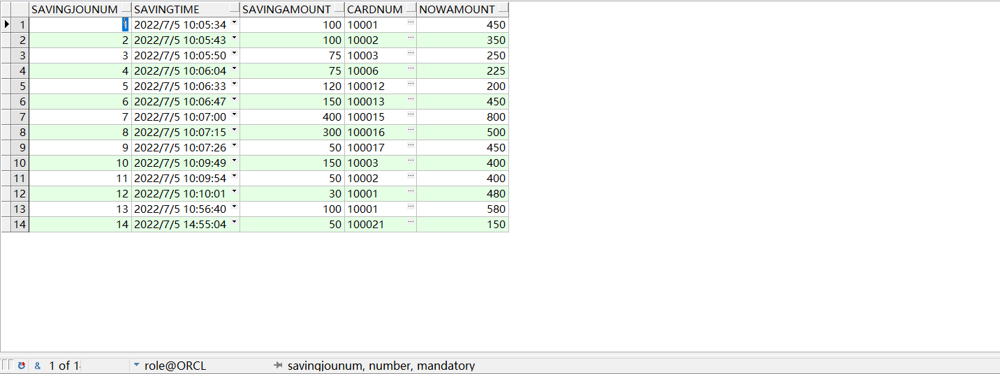 SAVINGJOUNUM SAVINGTIME SAVINGAMOUNT CARDNUM NOWAMOUNT
1 1 2022/7/5 10:05:34 100 10001 450
2 2 2022/7/5 10:05:43 100 10002 350
3 3 2022/7/5 10:05:50 75 10003 250
4 4 2022/7/5 10:06:04 75 10006 225
5 5 2022/7/5 10:06:33 120 100012 200
6 6 2022/7/5 10:06:47 150 100013 450
7 7 2022/7/5 10:07:00 400 100015 800
8 8 2022/7/5 10:07:15 300 100016 500
9 9 2022/7/5 10:07:26 50 100017 450
10 10 2022/7/5 10:09:49 150 10003 400
11 11 2022/7/5 10:09:54 50 10002 400
12 12 2022/7/5 10:10:01 30 10001 480
13 13 2022/7/5 10:56:40 100 10001 580
14 14 2022/7/5 14:55:04 50 100021 150
& 1 of 1 role@ORCL savingjounum, number, mandatory